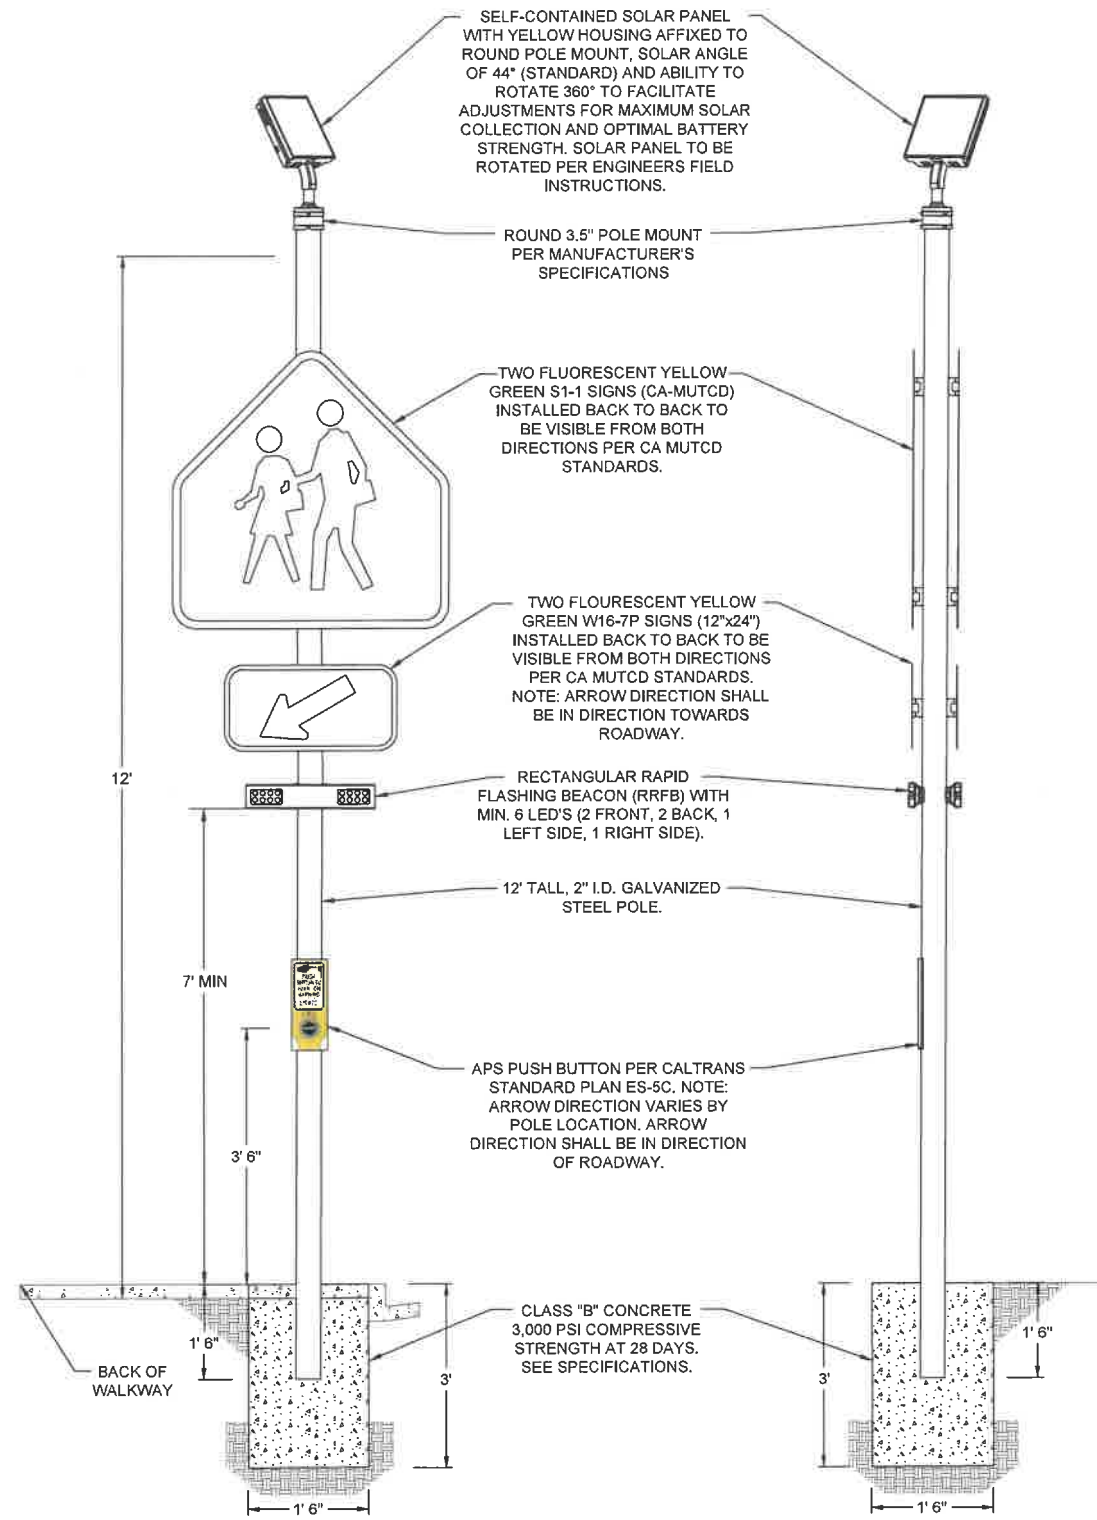 SELF-CONTAINED SOLAR PANEL
WITH YELLOW HOUSING AFFIXED TO
ROUND POLE MOUNT, SOLAR ANGLE
OF 44° (STANDARD) AND ABILITY TO
ROTATE 360° TO FACILITATE
ADJUSTMENTS FOR MAXIMUM SOLAR
COLLECTION AND OPTIMAL BATTERY
STRENGTH. SOLAR PANEL TO BE
ROTATED PER ENGINEERS FIELD
INSTRUCTIONS.
ROUND 3.5" POLE MOUNT
PER MANUFACTURER'S
SPECIFICATIONS
TWO FLUORESCENT YELLOW
GREEN S1-1 SIGNS (CA-MUTCD)
INSTALLED BACK TO BACK TO
BE VISIBLE FROM BOTH
DIRECTIONS PER CA MUTCD
STANDARDS.
TWO FLOURESCENT YELLOW
GREEN W16-7P SIGNS (12"x24")
INSTALLED BACK TO BACK TO BE
VISIBLE FROM BOTH DIRECTIONS
PER CA MUTCD STANDARDS.
NOTE: ARROW DIRECTION SHALL
BE IN DIRECTION TOWARDS
ROADWAY.
12'
RECTANGULAR RAPID
FLASHING BEACON (RRFB) WITH
MIN. 6 LED'S (2 FRONT, 2 BACK, 1
LEFT SIDE, 1 RIGHT SIDE).
12' TALL, 2" I.D. GALVANIZED
STEEL POLE.
7' MIN
PUSH
APS PUSH BUTTON PER CALTRANS
STANDARD PLAN ES-5C. NOTE:
ARROW DIRECTION VARIES BY
POLE LOCATION. ARROW
DIRECTION SHALL BE IN DIRECTION
OF ROADWAY.
3' 6"
CLASS "B" CONCRETE
3,000 PSI COMPRESSIVE
STRENGTH AT 28 DAYS.
SEE SPECIFICATIONS.
1' 6"
1' 6"
BACK OF
WALKWAY
3'
3'
1' 6"
1' 6"